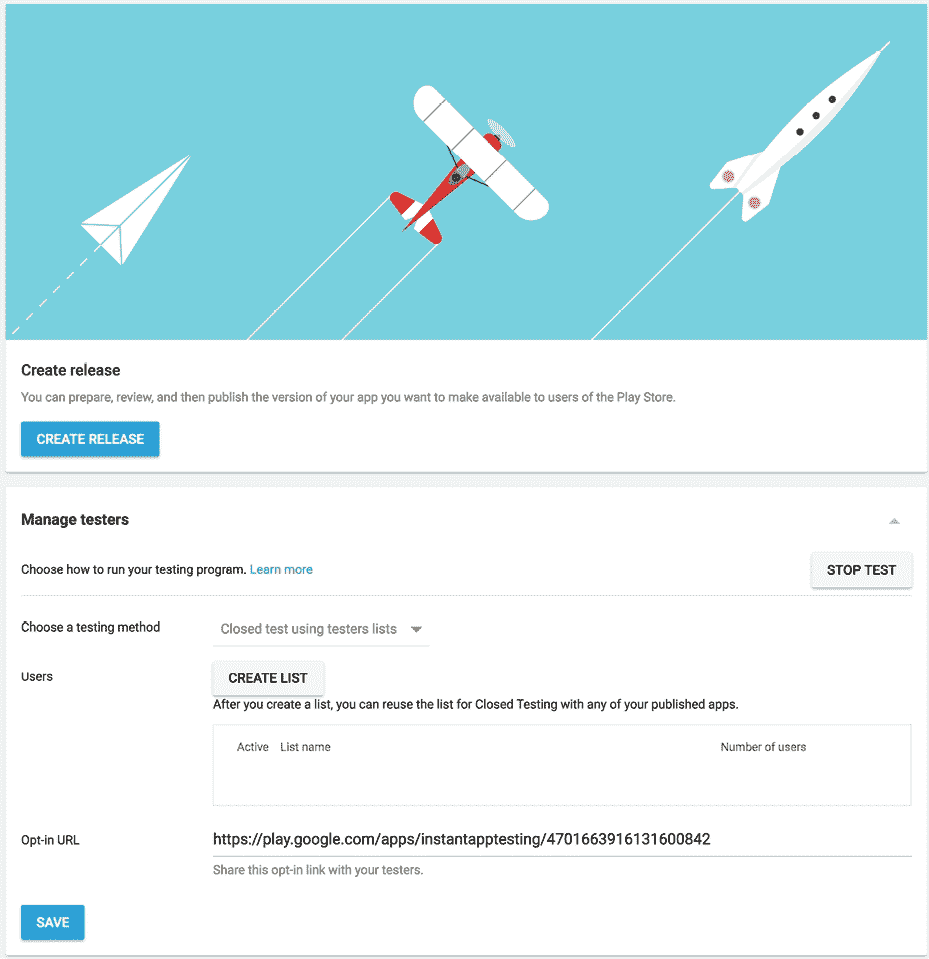 Create release
You can prepare, review, and then publish the version of your app you want to make available to users of the Play Store.
CREATE RELEASE
Manage testers
Choose how to run your testing program. Learn more
STOP TEST
Choose a testing method
Closed test using testers lists
Users
CREATE LIST
After you create a list, you can reuse the list for Closed Testing with any of your published apps.
Active List name Number of users
Opt-in URL
https://play.google.com/apps/instantapptesting/4701663916131600842
Share this opt-in link with your testers.
SAVE